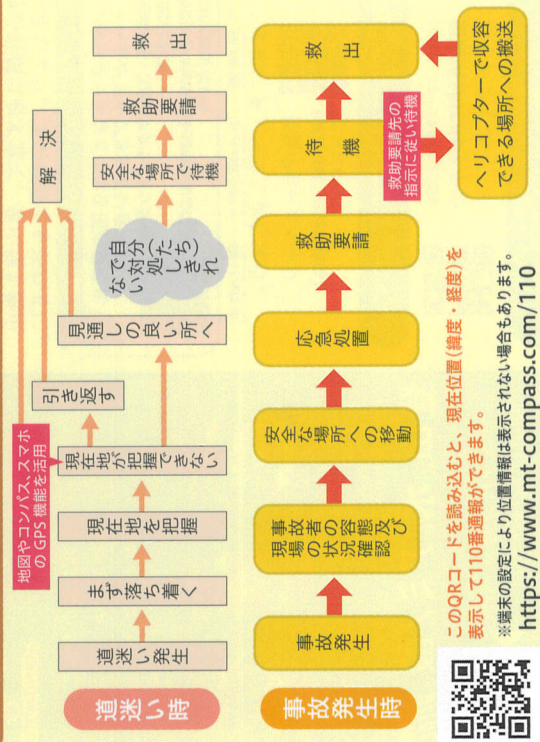 道迷い時
道迷い発生
まず落ち着く
現在地を把握
地図やコンパス、スマホ
のGPS機能を活用
現在地が把握できない
引き返す
見通しの良い所へ
解決
自分(たち)
で対処しきれ
ない
安全な場所で待機
救助要請
救出
事故発生時
事故発生
事故者の容態及び
現場の状況
確認
安全な場所への移動
応急処置
救助要請
待機
救助要請先の
指示に従い待機
救出
ヘリコプターで収容
できる場所への搬送
このQRコードを読み込むと、現在位置(緯度・経度)を
表示して110番通報ができます。
※端末の設定により位置情報は表示されない場合もあります。
https://www.mt-compass.com/110